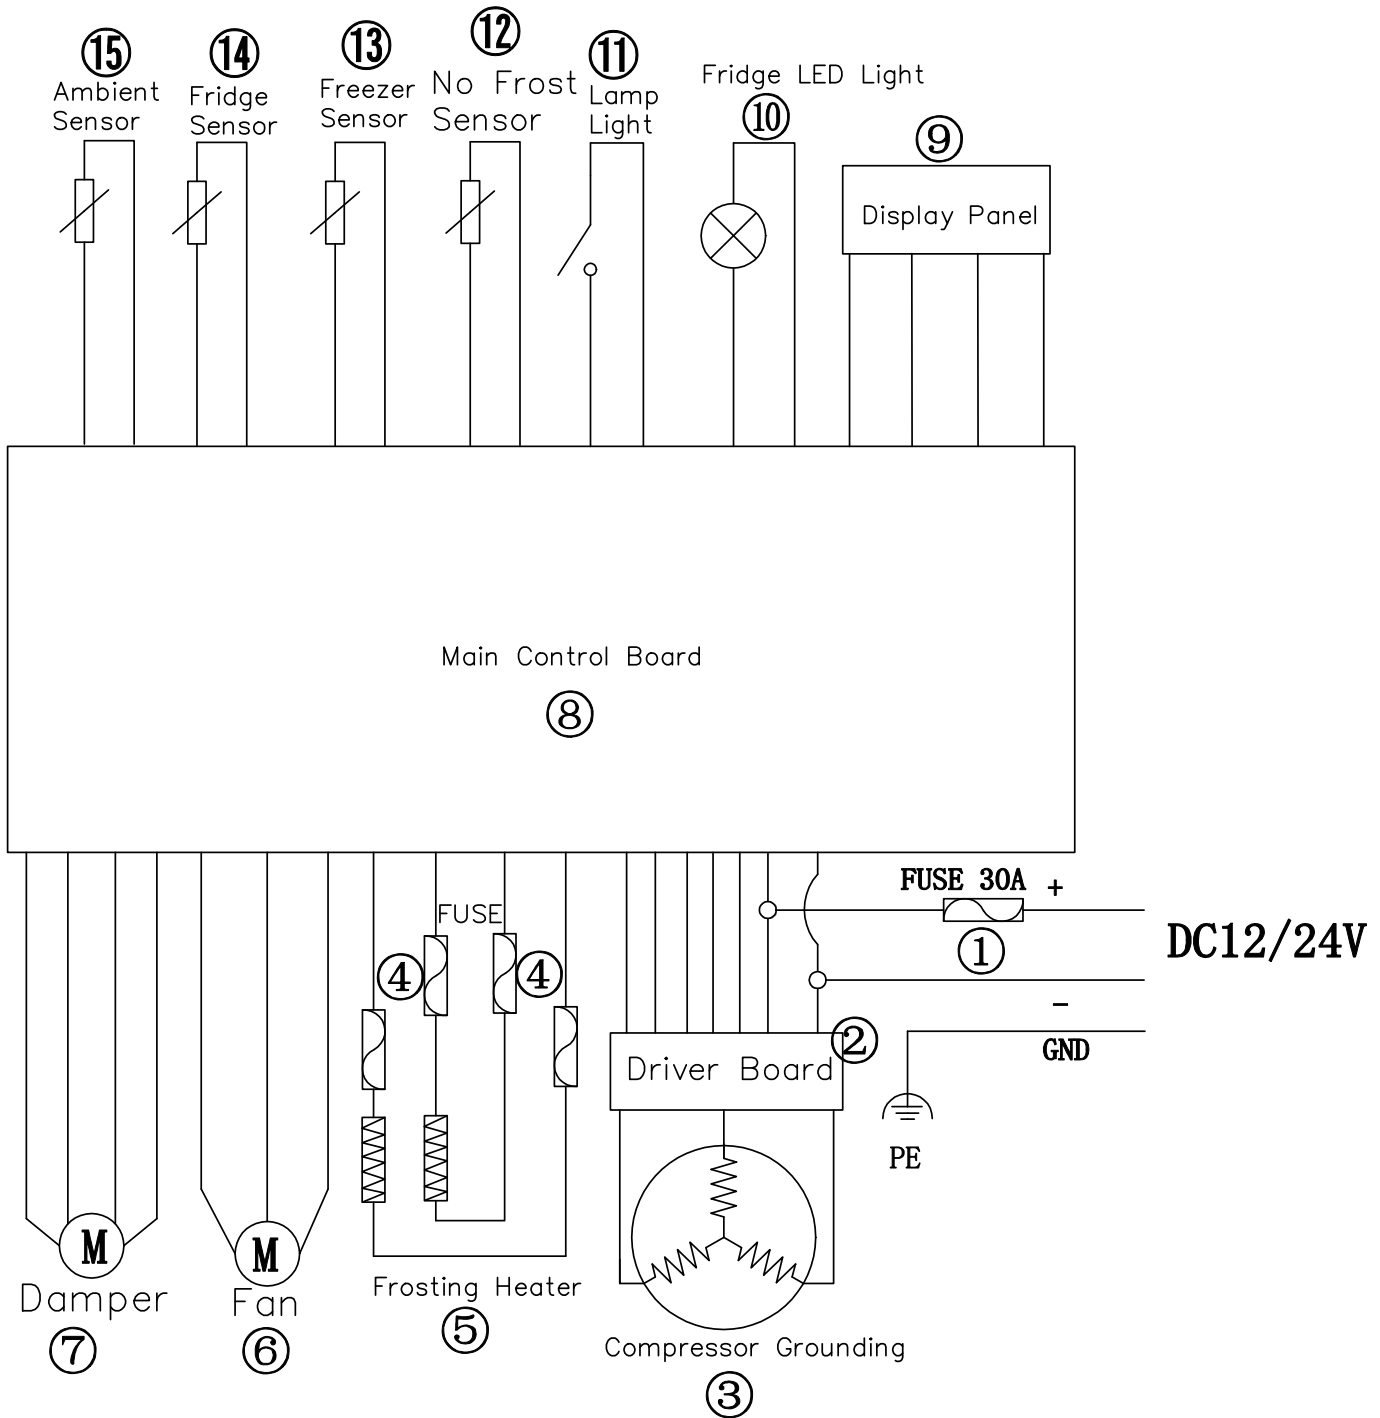 ⑮
Ambient
Sensor
⑭
Fridge
Sensor
⑬
Freezer
Sensor
⑫
No Frost
Sensor
⑪
Lamp
Light
Fridge LED Light
⑩
⑨
Display Panel
Main Control Board
⑧
FUSE 30A +
①
DC12/24V
-
GND
PE
FUSE
④ ④
②
Driver Board
M
Damper
⑦
M
Fan
⑥
Frosting Heater
⑤
Compressor Grounding
③